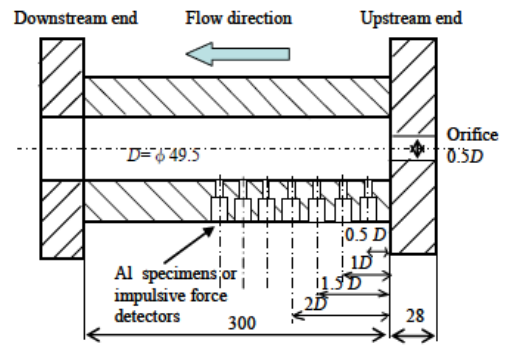 Downstream end
Flow direction
Upstream end
Orifice
0.5D
D= ϕ 49.5
0.5 D
1D
1.5 D
2D
Al specimens or
impulsive force
detectors
300
28